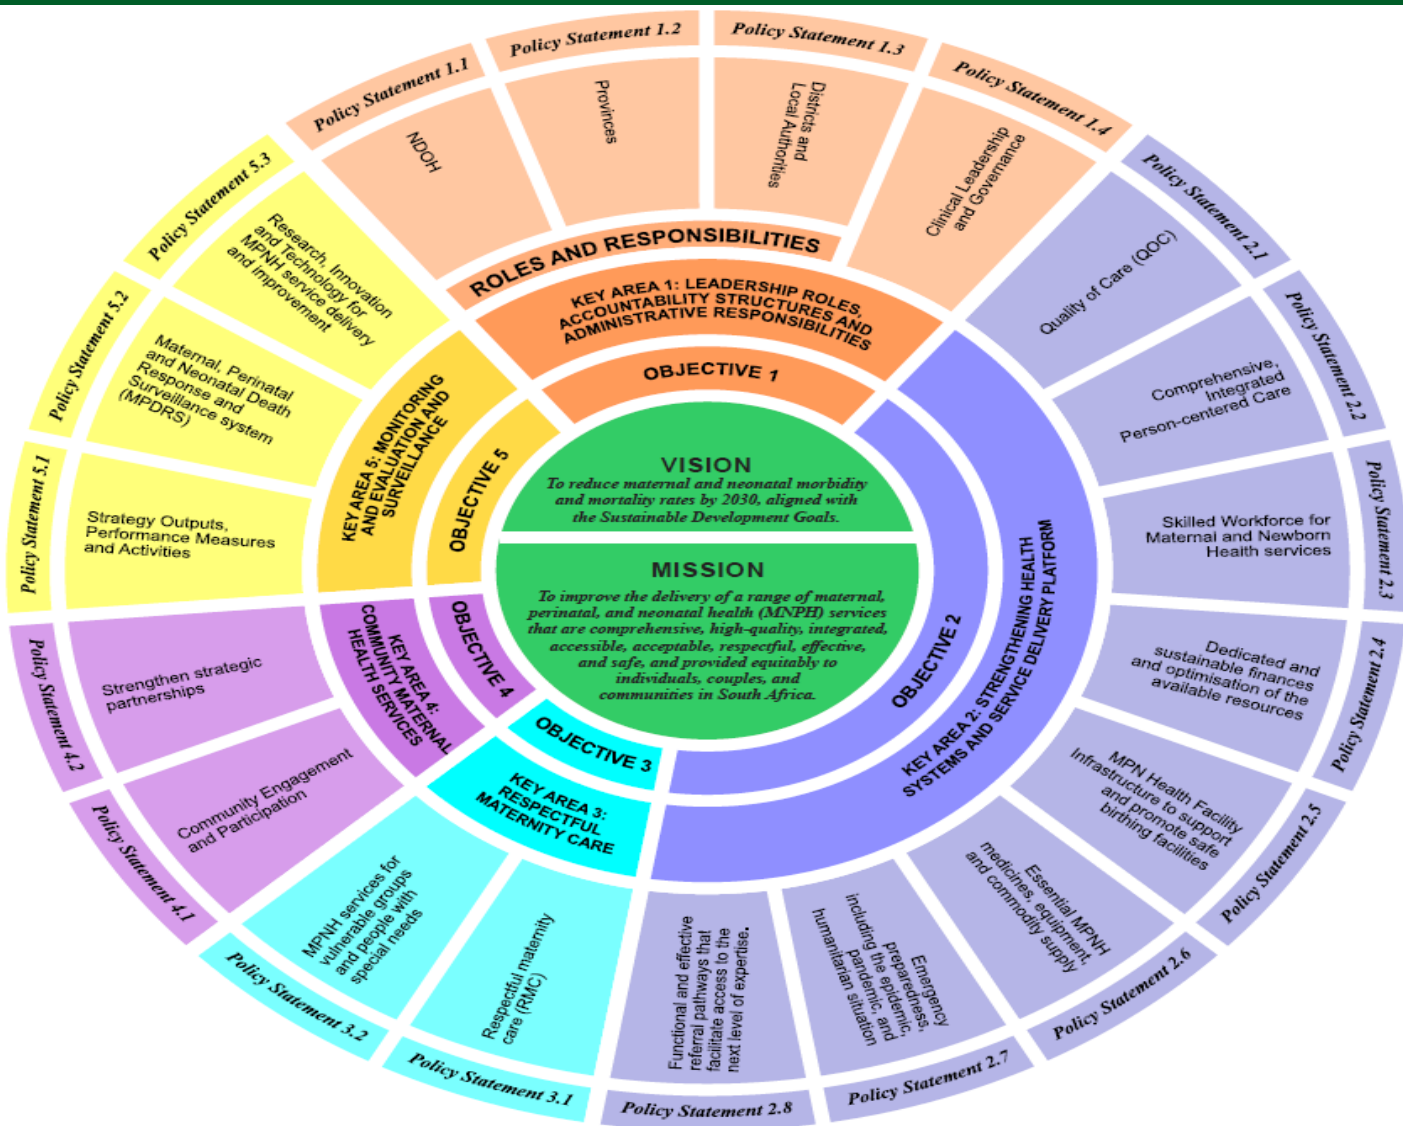 VISION
To reduce maternal and neonatal morbidity
and mortality rates by 2030, aligned with
the Sustainable Development Goals.
MISSION
To improve the delivery of a range of maternal,
perinatal, and neonatal health (MNPH) services
that are comprehensive, high-quality, integrated,
accessible, acceptable, respectful, effective,
and safe, and provided equitably to
individuals, couples, and
communities in South Africa.
OBJECTIVE 1
KEY AREA 1: LEADERSHIP ROLES,
ACCOUNTABILITY STRUCTURES AND
ADMINISTRATIVE RESPONSIBILITIES
ROLES AND RESPONSIBILITIES
Policy Statement 1.1
NDOH
Policy Statement 1.2
Provinces
Policy Statement 1.3
Districts and
Local Authorities
Policy Statement 1.4
Clinical Leadership
and Governance
OBJECTIVE 2
KEY AREA 2: STRENGTHENING HEALTH
SYSTEMS AND SERVICE DELIVERY PLATFORM
Policy Statement 2.1
Quality of Care (QOC)
Policy Statement 2.2
Comprehensive,
Integrated
Person-centered Care
Policy Statement 2.3
Skilled Workforce for
Maternal and Newborn
Health services
Policy Statement 2.4
Dedicated and
sustainable finances
and optimisation of the
available resources
Policy Statement 2.5
MPN Health Facility
Infrastructure to support
and promote safe
birthing facilities
Policy Statement 2.6
Essential MPNH
medicines, equipment,
and commodity supply
Policy Statement 2.7
Emergency
preparedness,
including the epidemic,
pandemic, and
humanitarian situation
Policy Statement 2.8
Functional and effective
referral pathways that
facilitate access to the
next level of expertise.
OBJECTIVE 3
KEY AREA 3:
RESPECTFUL
MATERNITY CARE
Policy Statement 3.1
Respectful maternity
care (RMC)
Policy Statement 3.2
MPNH services for
vulnerable groups
and people with
special needs
OBJECTIVE 4
KEY AREA 4:
COMMUNITY MATERNAL
HEALTH SERVICES
Policy Statement 4.1
Community Engagement
and Participation
Policy Statement 4.2
Strengthen strategic
partnerships
OBJECTIVE 5
KEY AREA 5: MONITORING
AND EVALUATION AND
SURVEILLANCE
Policy Statement 5.1
Strategy Outputs,
Performance Measures
and Activities
Policy Statement 5.2
Maternal, Perinatal
and Neonatal Death
Response and
Surveillance system
(MPDRS)
Policy Statement 5.3
Research, Innovation
and Technology for
MPNH service delivery
and Improvement